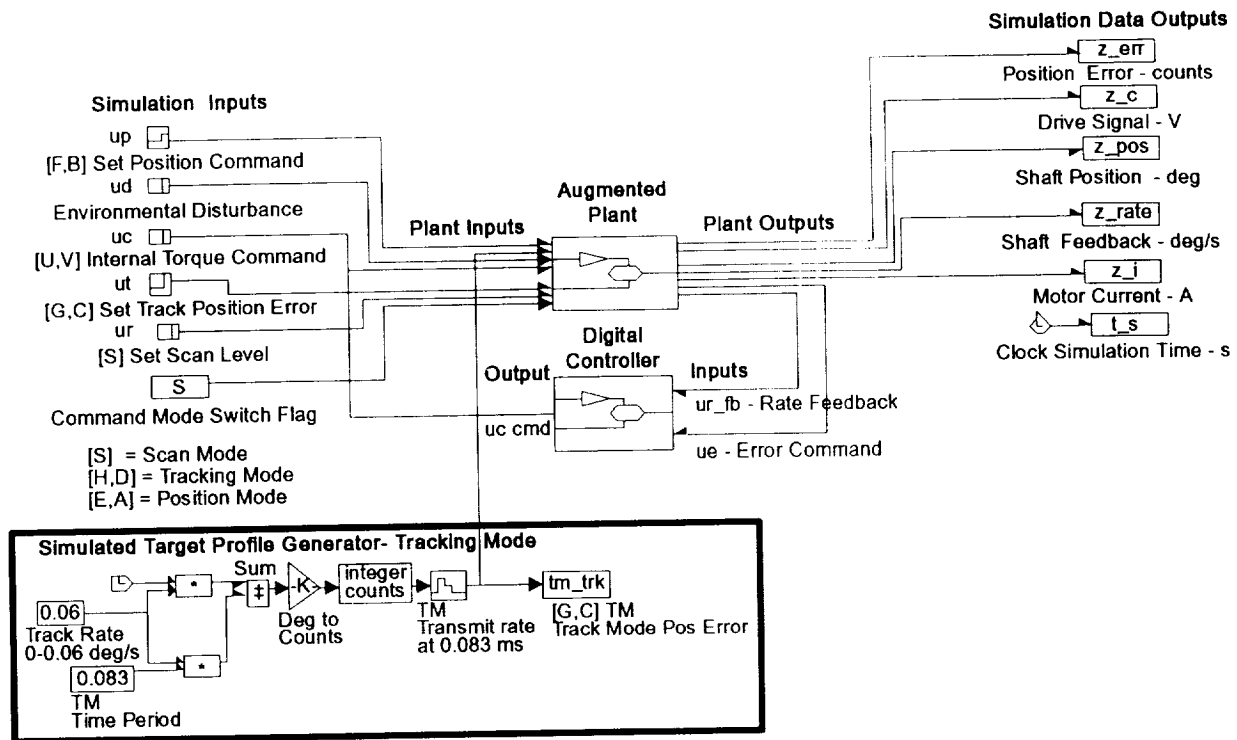 Simulation Data Outputs
z_err
Position Error - counts
z_c
Drive Signal - V
z_pos
Shaft Position - deg
z_rate
Shaft Feedback - deg/s
z_i
Motor Current - A
t_s
Clock Simulation Time - s
Simulation Inputs
up
[F,B] Set Position Command
ud
Environmental Disturbance
uc
[U,V] Internal Torque Command
ut
[G,C] Set Track Position Error
ur
[S] Set Scan Level
S
Command Mode Switch Flag
[S] = Scan Mode
[H,D] = Tracking Mode
[E,A] = Position Mode
Plant Inputs
Augmented
Plant
Plant Outputs
Digital
Controller
Output
Inputs
uc cmd
ur_fb - Rate Feedback
ue - Error Command
Simulated Target Profile Generator- Tracking Mode
Sum
*
0.06
Track Rate
0-0.06 deg/s
*
0.083
TM
Time Period
-K-
Deg to
Counts
integer
counts
TM
Transmit rate
at 0.083 ms
tm_trk
[G,C] TM
Track Mode Pos Error